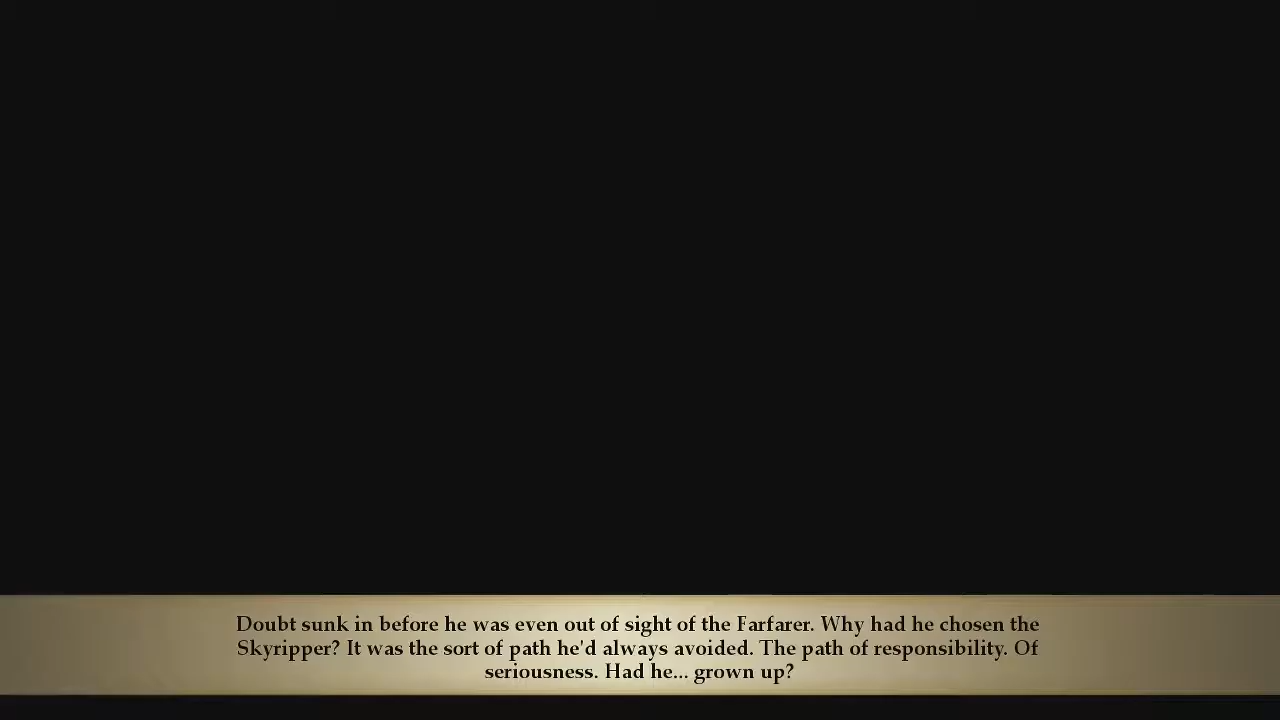 Doubt sunk in before he was even out of sight of the Farfarer. Why had he chosen the
Skyripper? It was the sort of path he'd always avoided. The path of responsibility. Of
seriousness. Had he... grown up?